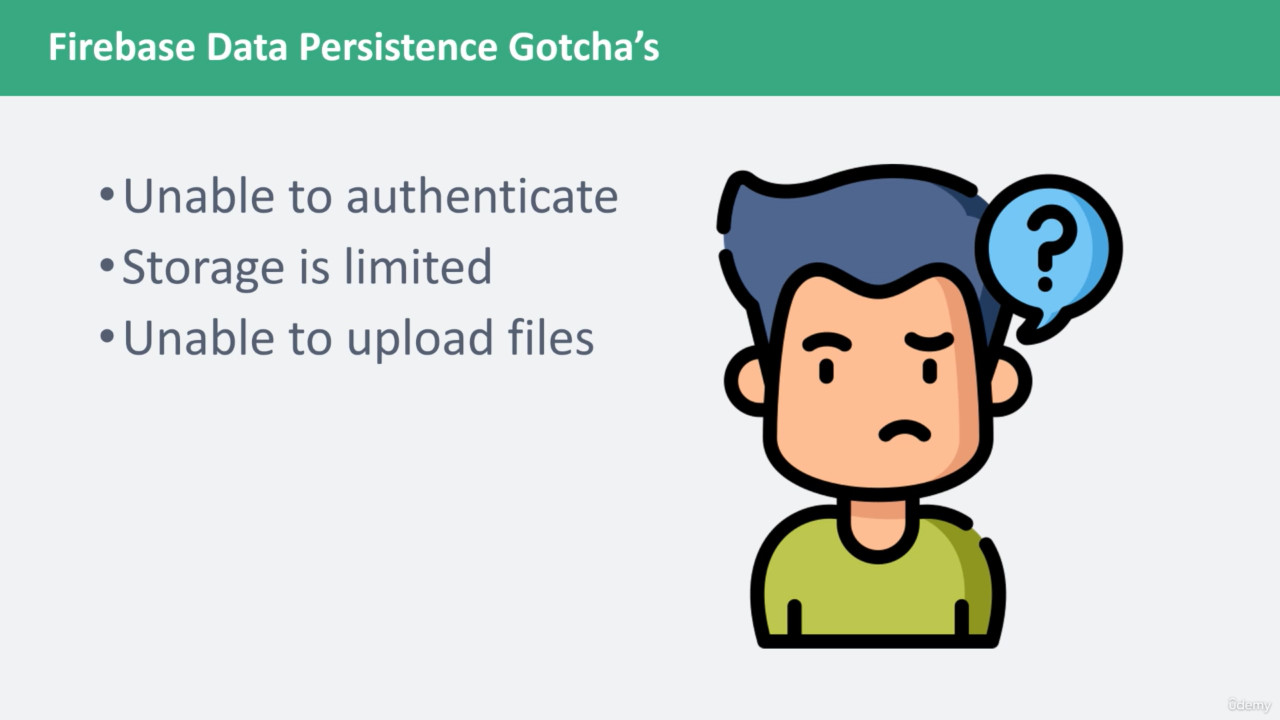 Firebase Data Persistence Gotcha’s
• Unable to authenticate
• Storage is limited
• Unable to upload files
?
ûdemy